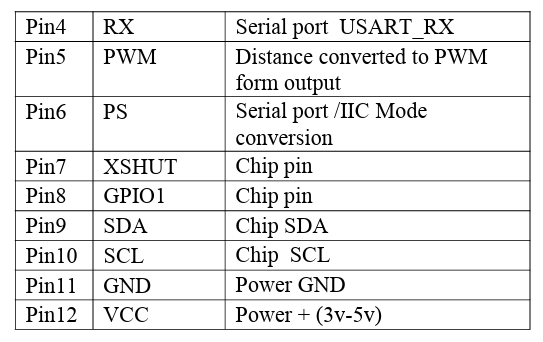 Pin4 RX Serial port USART_RX
Pin5 PWM Distance converted to PWM
form output
Pin6 PS Serial port /IIC Mode
conversion
Pin7 XSHUT Chip pin
Pin8 GPIO1 Chip pin
Pin9 SDA Chip SDA
Pin10 SCL Chip SCL
Pin11 GND Power GND
Pin12 VCC Power + (3v-5v)